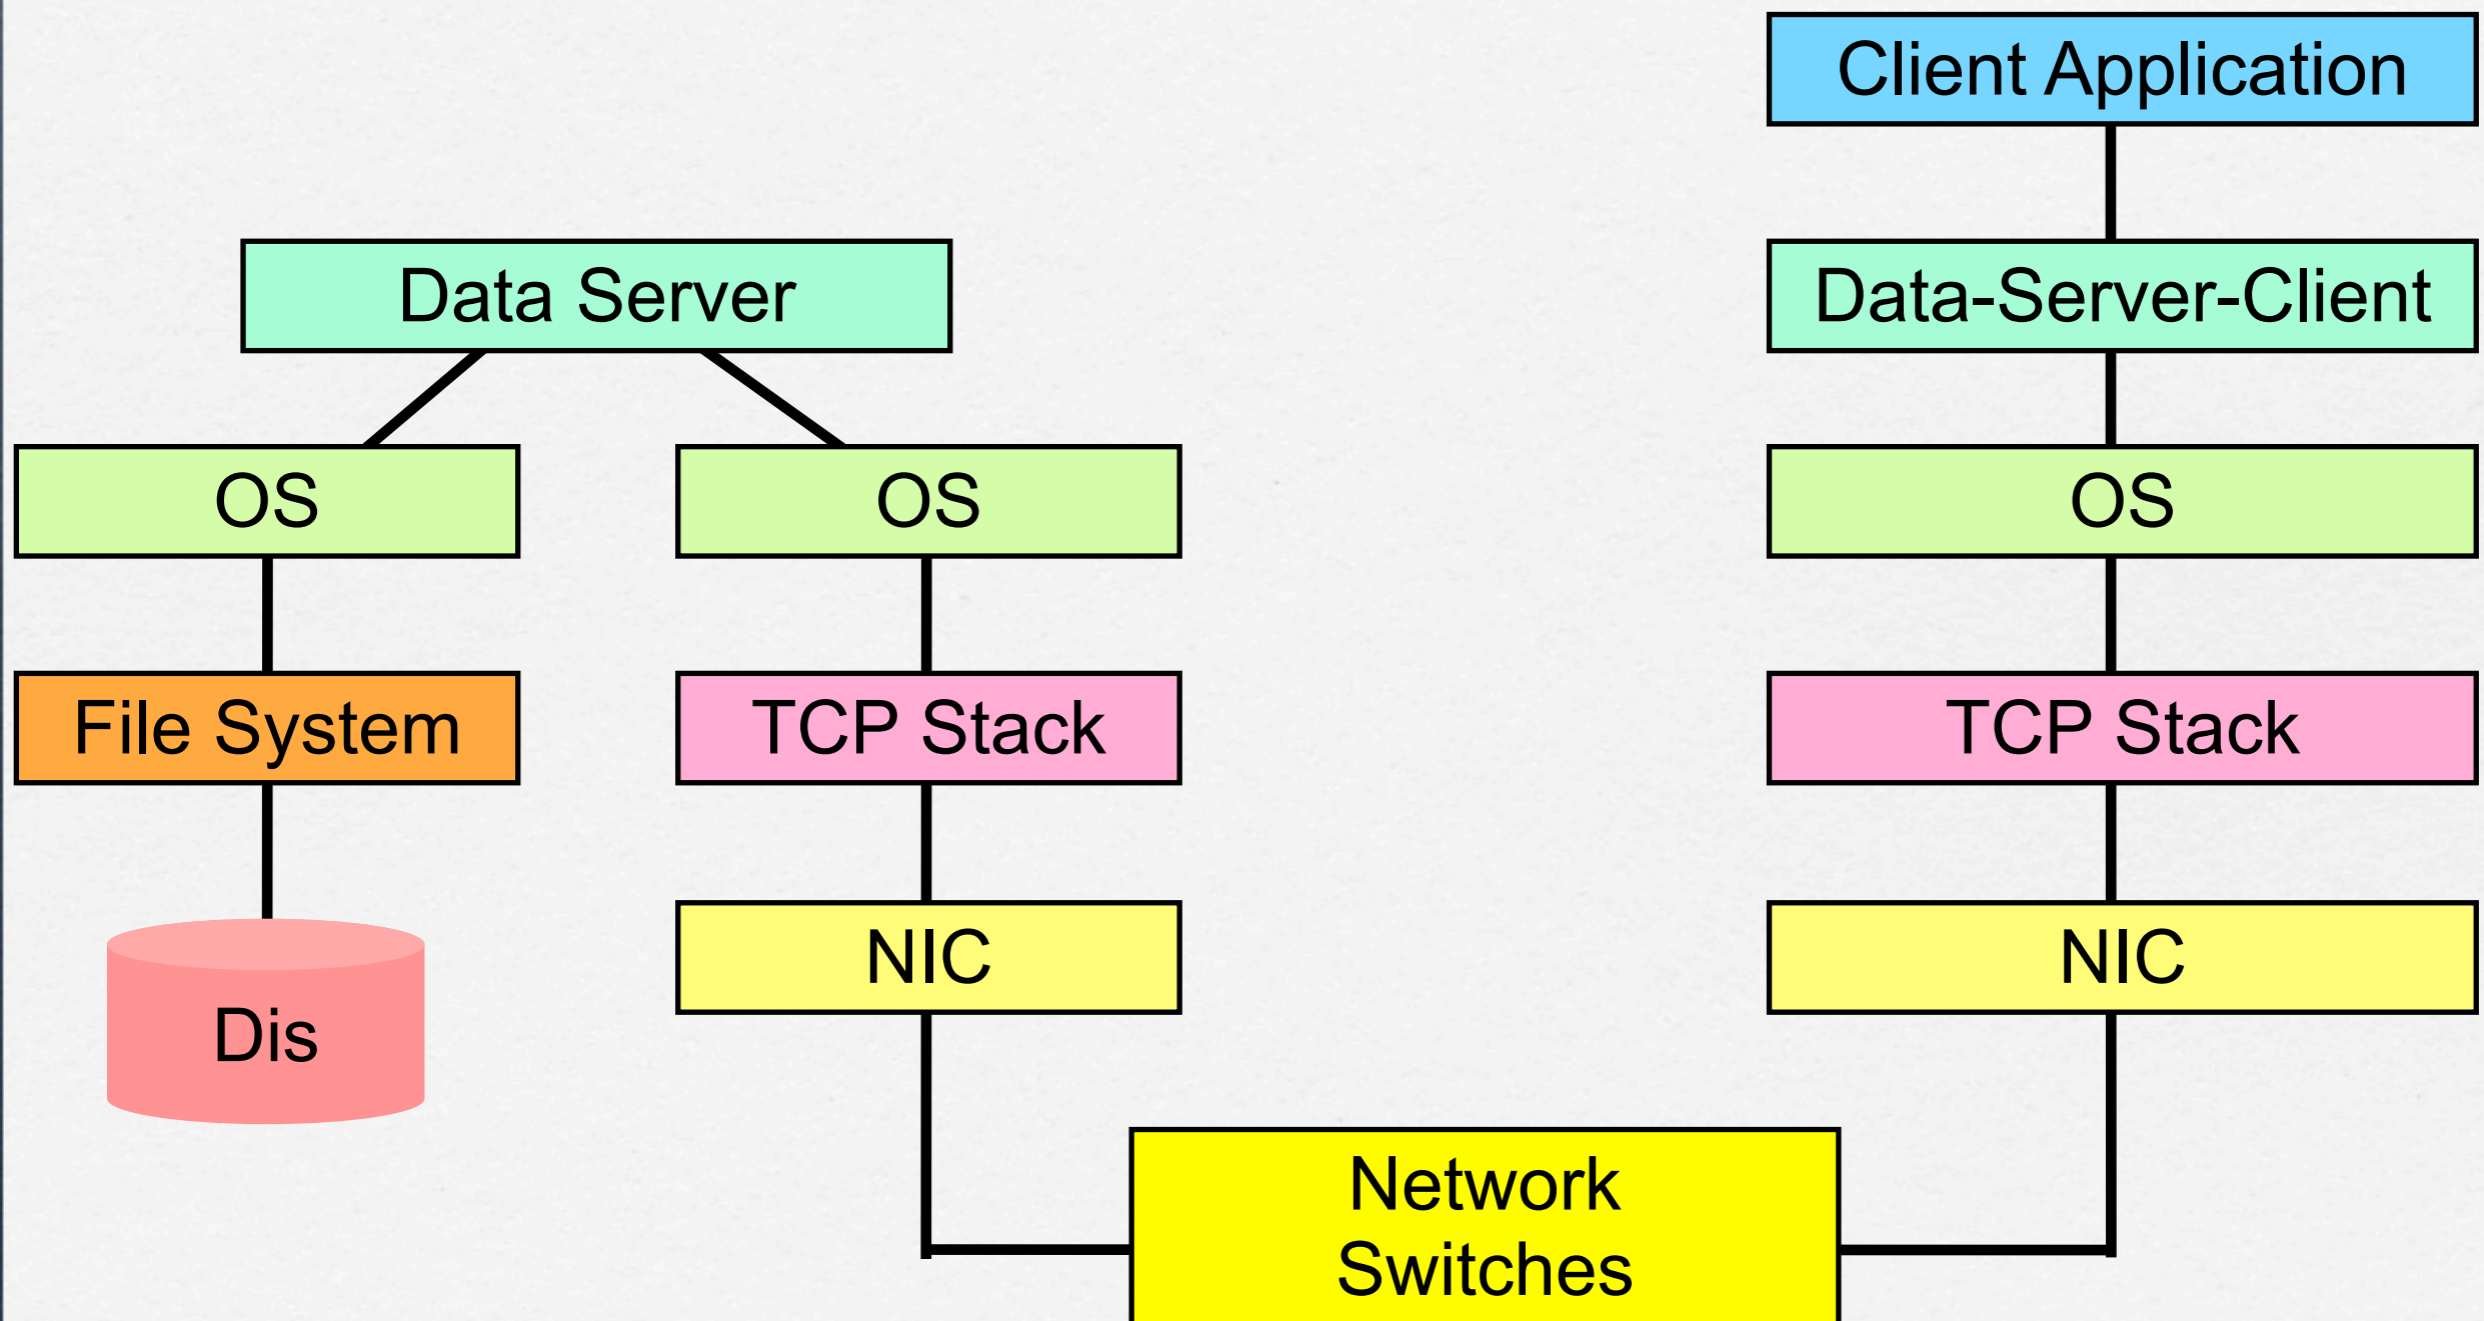 Client Application
Data Server
Data-Server-Client
OS
OS
OS
File System
TCP Stack
TCP Stack
NIC
NIC
Dis
Network
Switches